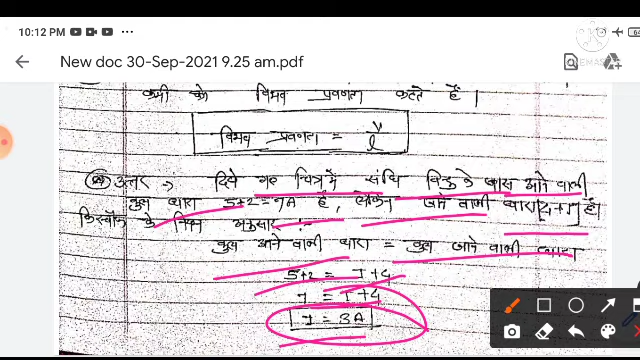 10:12 PM
New doc 30-Sep-2021 9.25 am.pdf
कमी को विभव प्रवणता कहते हैं।
विभव प्रवणता = v/l
उत्तर → दिये गए चित्र में संधि बिन्दु के पास आने वाली
कुल धारा 5+2=7A है, लेकिन जाने वाली धारा [4+I] है।
के नियम अनुसार :-
कुल आने वाली धारा = कुल जाने वाली धारा
5+2 = I+4
7 = I+4
I = 3A